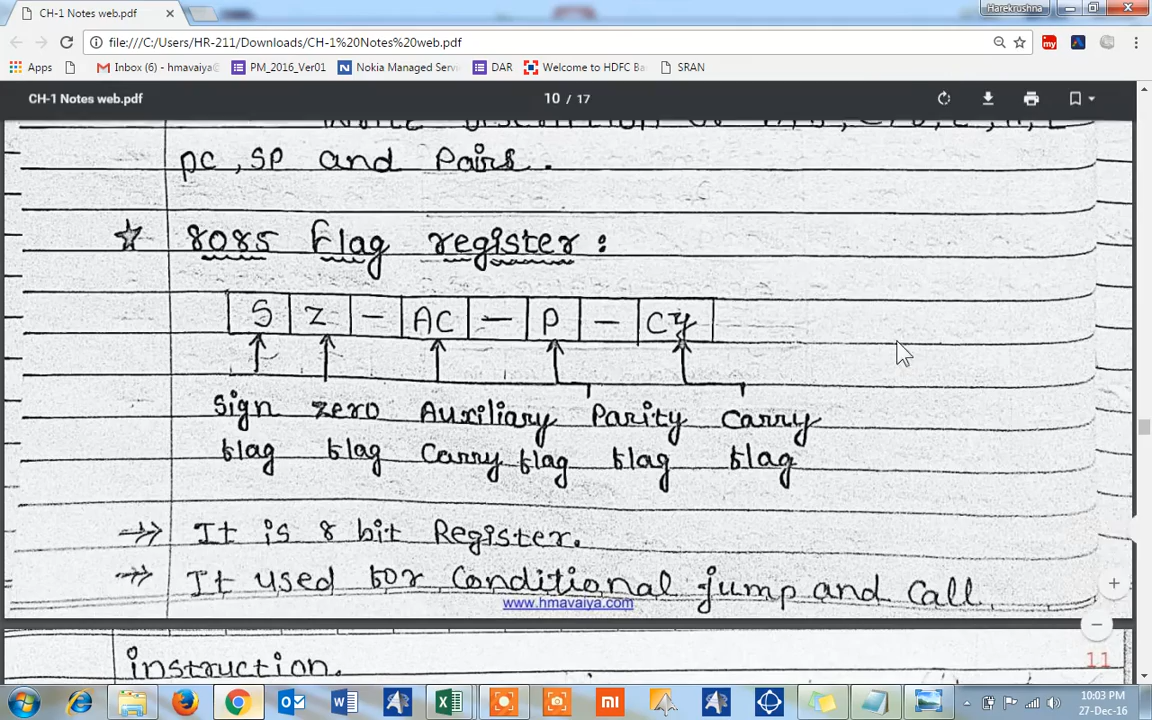 CH-1 Notes web.pdf
Harekrushna
file:///C:/Users/HR-211/Downloads/CH-1%20Notes%20web.pdf
my
Apps
Inbox (6) - hmavaiya@
PM_2016_Ver01
Nokia Managed Servi
DAR
Welcome to HDFC Ba
SRAN
CH-1 Notes web.pdf
10 / 17
PC, SP and Pairs.
8085 flag register :
S Z - AC - P - CY
Sign zero Auxiliary Parity Carry
flag flag Carry flag flag flag
It is 8 bit Register.
It used for Conditional jump and Call
www.hmavaiya.com
11
instruction.
10:03 PM
27-Dec-16